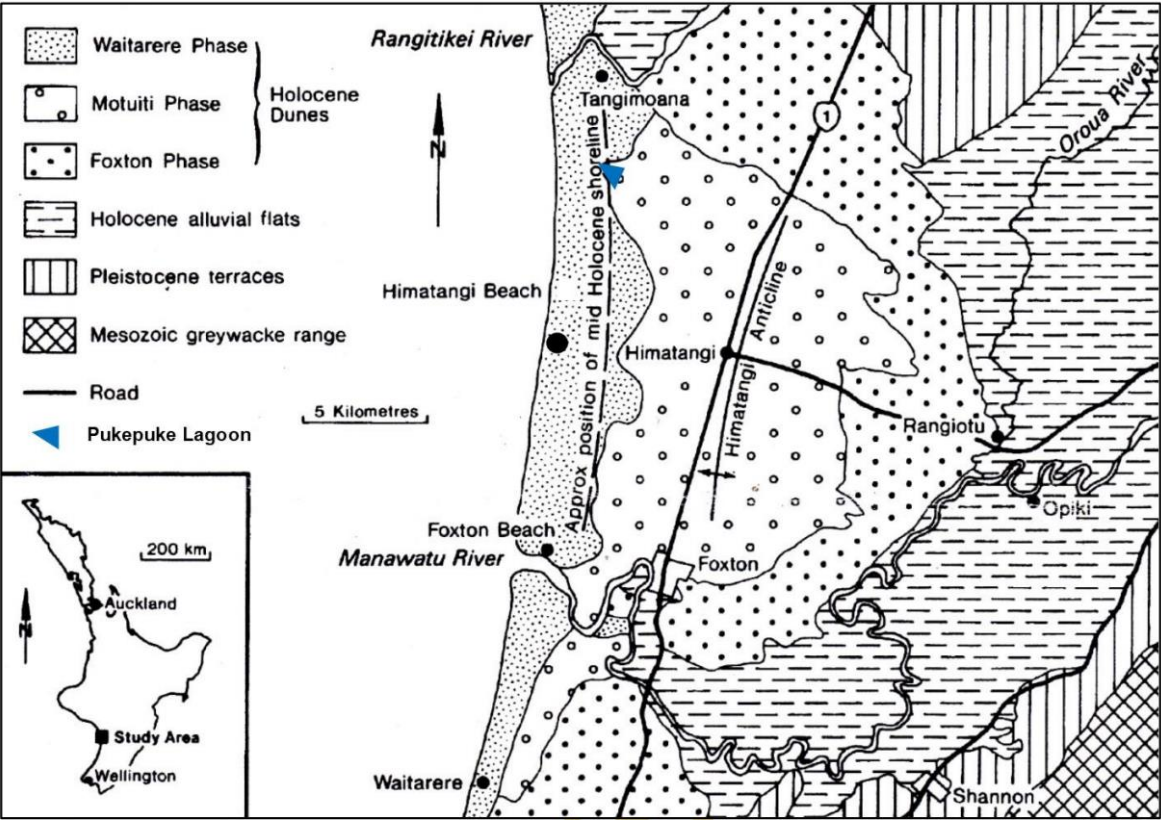 Waitarere Phase
Motuiti Phase
Foxton Phase
Holocene
Dunes
Holocene alluvial flats
Pleistocene terraces
Mesozoic greywacke range
Road
Pukepuke Lagoon
N
5 Kilometres
Rangitikei River
Tangimoana
1
Oroua River
Approx position of mid Holocene shoreline
Himatangi Beach
Himatangi
Himatangi Anticline
Rangiotu
Opiki
Foxton Beach
Manawatu River
Foxton
Waitarere
Shannon
200 km
N
Auckland
Study Area
Wellington